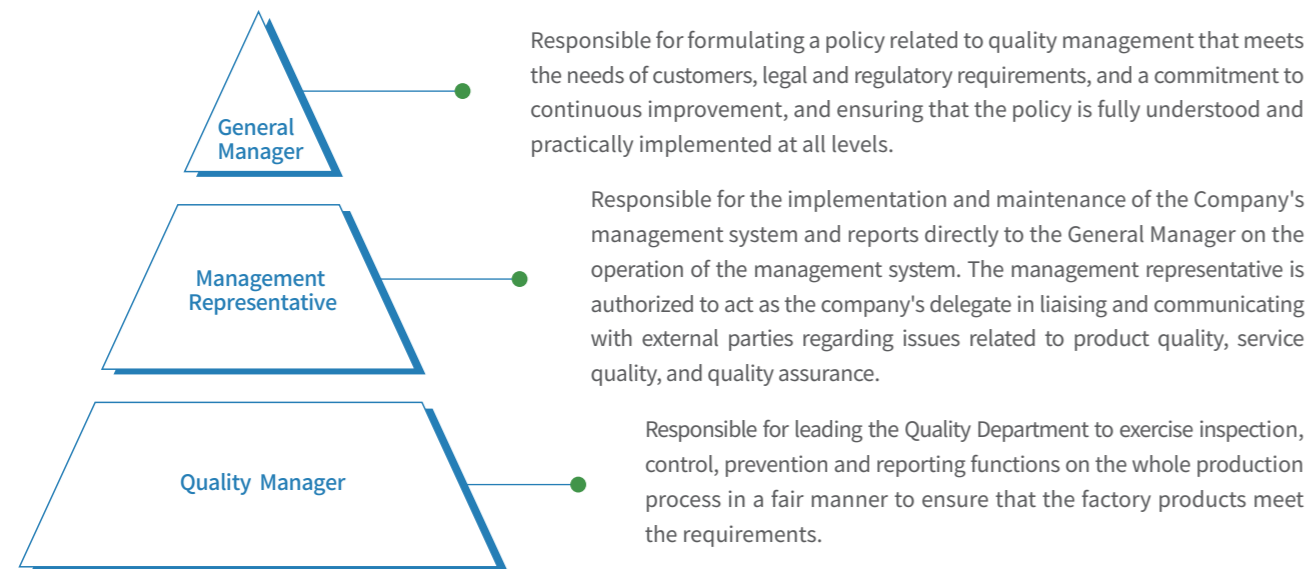 General
Manager
Responsible for formulating a policy related to quality management that meets
the needs of customers, legal and regulatory requirements, and a commitment to
continuous improvement, and ensuring that the policy is fully understood and
practically implemented at all levels.
Management
Representative
Responsible for the implementation and maintenance of the Company's
management system and reports directly to the General Manager on the
operation of the management system. The management representative is
authorized to act as the company's delegate in liaising and communicating
with external parties regarding issues related to product quality, service
quality, and quality assurance.
Quality Manager
Responsible for leading the Quality Department to exercise inspection,
control, prevention and reporting functions on the whole production
process in a fair manner to ensure that the factory products meet
the requirements.